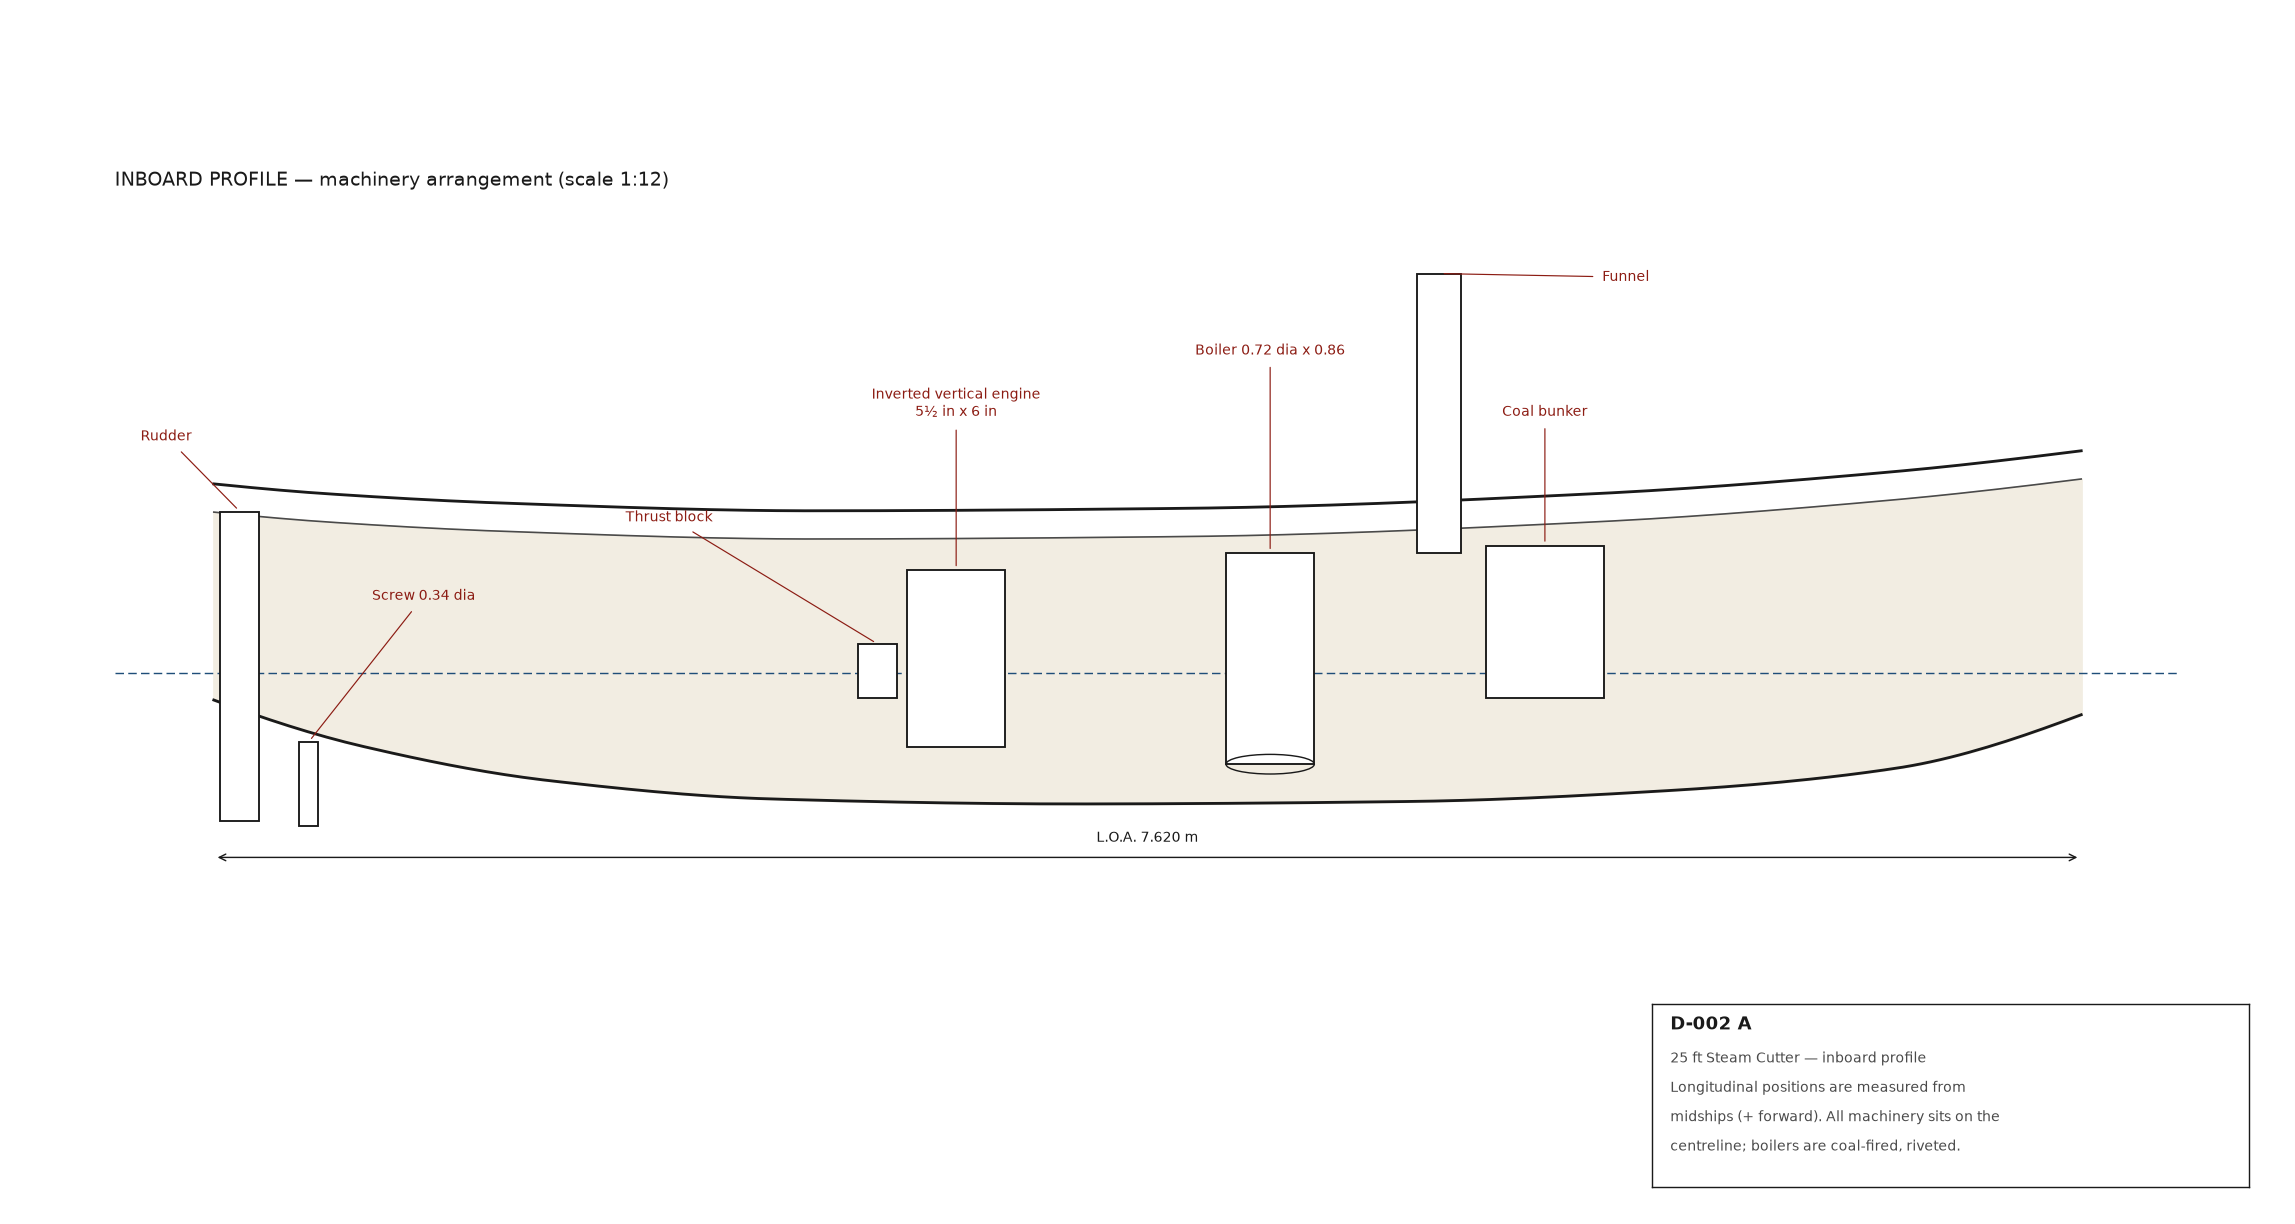 INBOARD PROFILE — machinery arrangement (scale 1:12)
Funnel
Boiler 0.72 dia x 0.86
Inverted vertical engine
5½ in x 6 in
Coal bunker
Rudder
Thrust block
Screw 0.34 dia
L.O.A. 7.620 m
D-002 A
25 ft Steam Cutter — inboard profile
Longitudinal positions are measured from
midships (+ forward). All machinery sits on the
centreline; boilers are coal-fired, riveted.